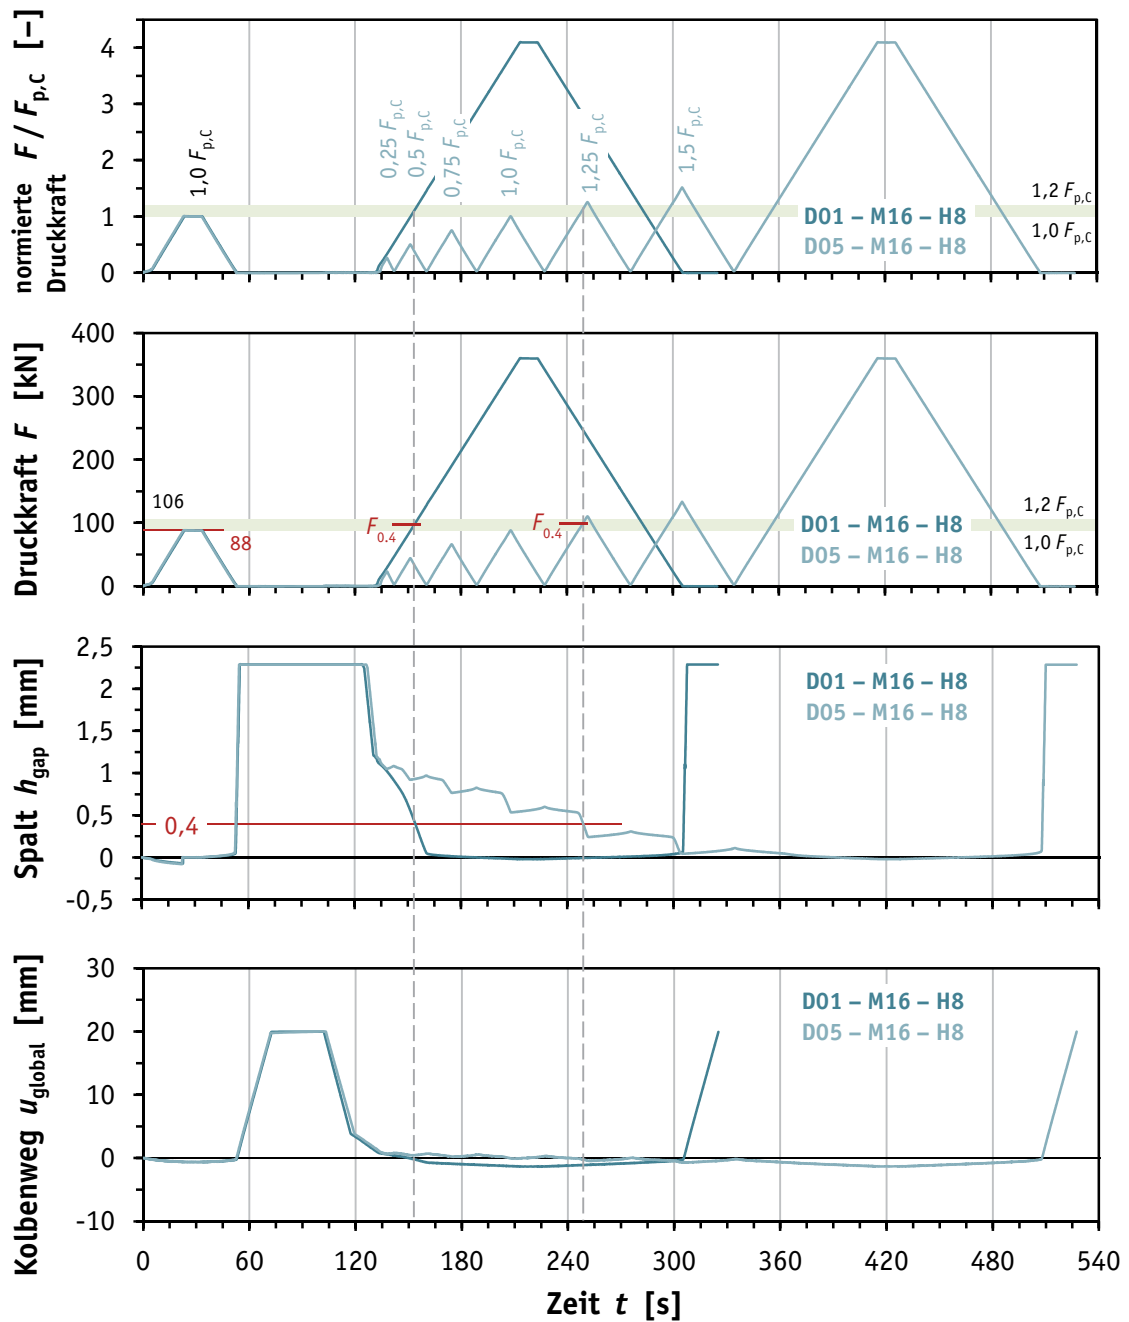 normierte F / Fp,C [–]
Druckkraft
4
3
2
1
0
1,0 Fp,C
0,25 Fp,C
0,5 Fp,C
0,75 Fp,C
1,0 Fp,C
1,25 Fp,C
1,5 Fp,C
1,2 Fp,C
1,0 Fp,C
D01 – M16 – H8
D05 – M16 – H8
Druckkraft F [kN]
400
300
200
100
0
106
88
F0.4
F0.4
1,2 Fp,C
1,0 Fp,C
D01 – M16 – H8
D05 – M16 – H8
Spalt hgap [mm]
2,5
2
1,5
1
0,5
0
-0,5
0,4
D01 – M16 – H8
D05 – M16 – H8
Kolbenweg uglobal [mm]
30
20
10
0
-10
D01 – M16 – H8
D05 – M16 – H8
0 60 120 180 240 300 360 420 480 540
Zeit t [s]